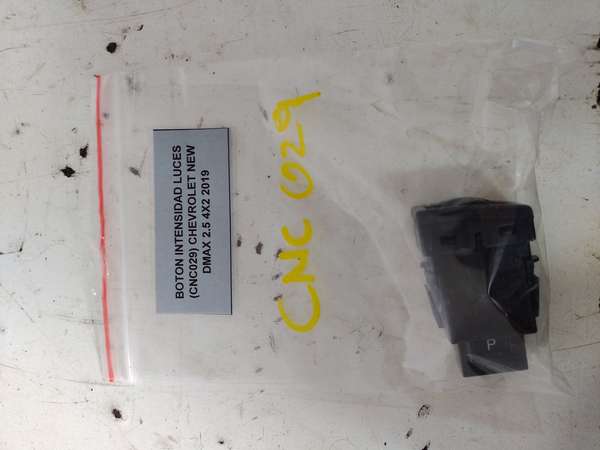 BOTON INTENSIDAD LUCES
(CNC029) CHEVROLET NEW
DMAX 2.5 4X2 2019
CNC 029
P